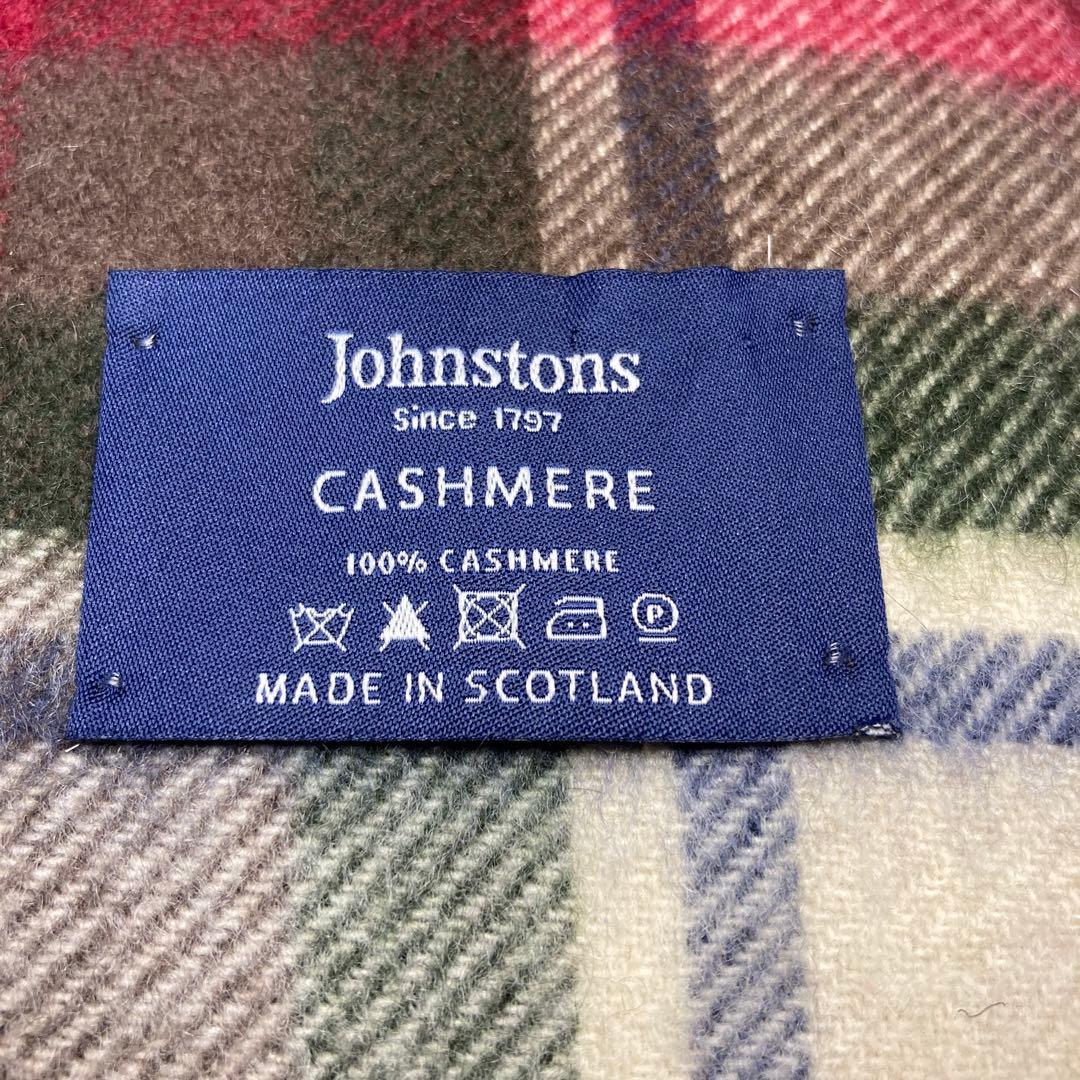 Johnstons
Since 1797
CASHMERE
100% CASHMERE
P
MADE IN SCOTLAND